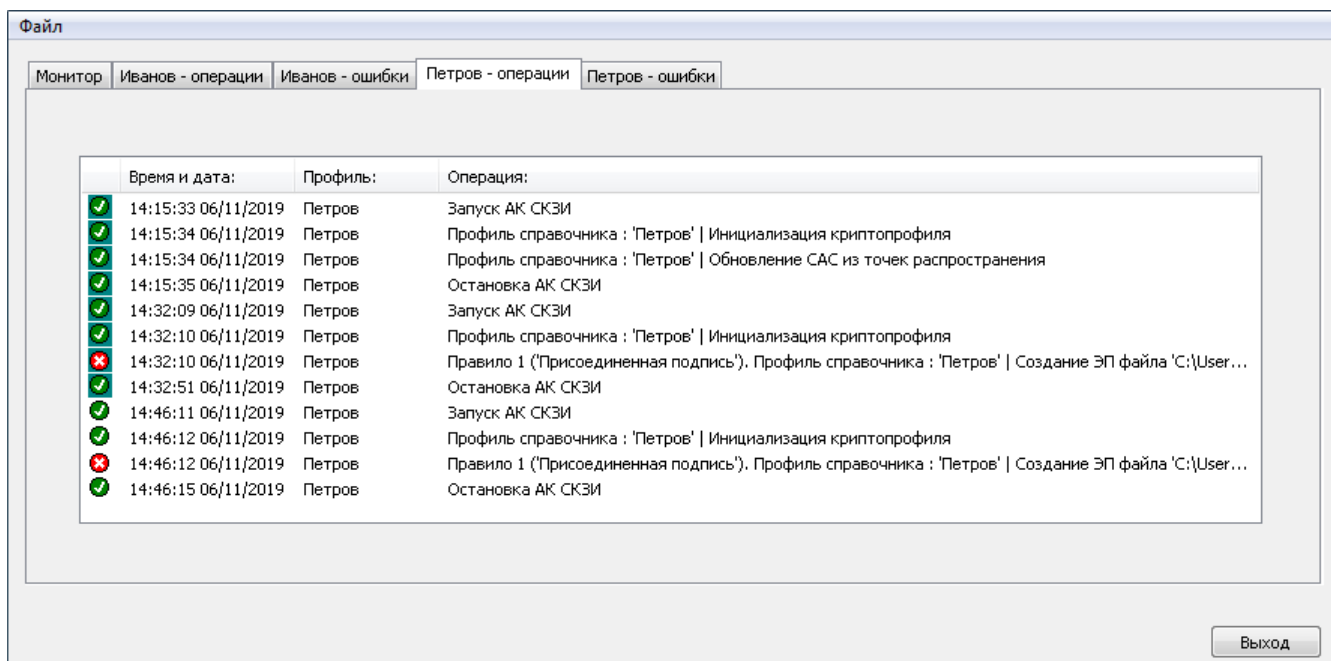 Файл
Монитор Иванов - операции Иванов - ошибки Петров - операции Петров - ошибки
Время и дата: Профиль: Операция:
14:15:33 06/11/2019 Петров Запуск АК СКЗИ
14:15:34 06/11/2019 Петров Профиль справочника : 'Петров' | Инициализация криптопрофиля
14:15:34 06/11/2019 Петров Профиль справочника : 'Петров' | Обновление САС из точек распространения
14:15:35 06/11/2019 Петров Остановка АК СКЗИ
14:32:09 06/11/2019 Петров Запуск АК СКЗИ
14:32:10 06/11/2019 Петров Профиль справочника : 'Петров' | Инициализация криптопрофиля
14:32:10 06/11/2019 Петров Правило 1 ('Присоединенная подпись'). Профиль справочника : 'Петров' | Создание ЭП файла 'C:\User...
14:32:51 06/11/2019 Петров Остановка АК СКЗИ
14:46:11 06/11/2019 Петров Запуск АК СКЗИ
14:46:12 06/11/2019 Петров Профиль справочника : 'Петров' | Инициализация криптопрофиля
14:46:12 06/11/2019 Петров Правило 1 ('Присоединенная подпись'). Профиль справочника : 'Петров' | Создание ЭП файла 'C:\User...
14:46:15 06/11/2019 Петров Остановка АК СКЗИ
Выход